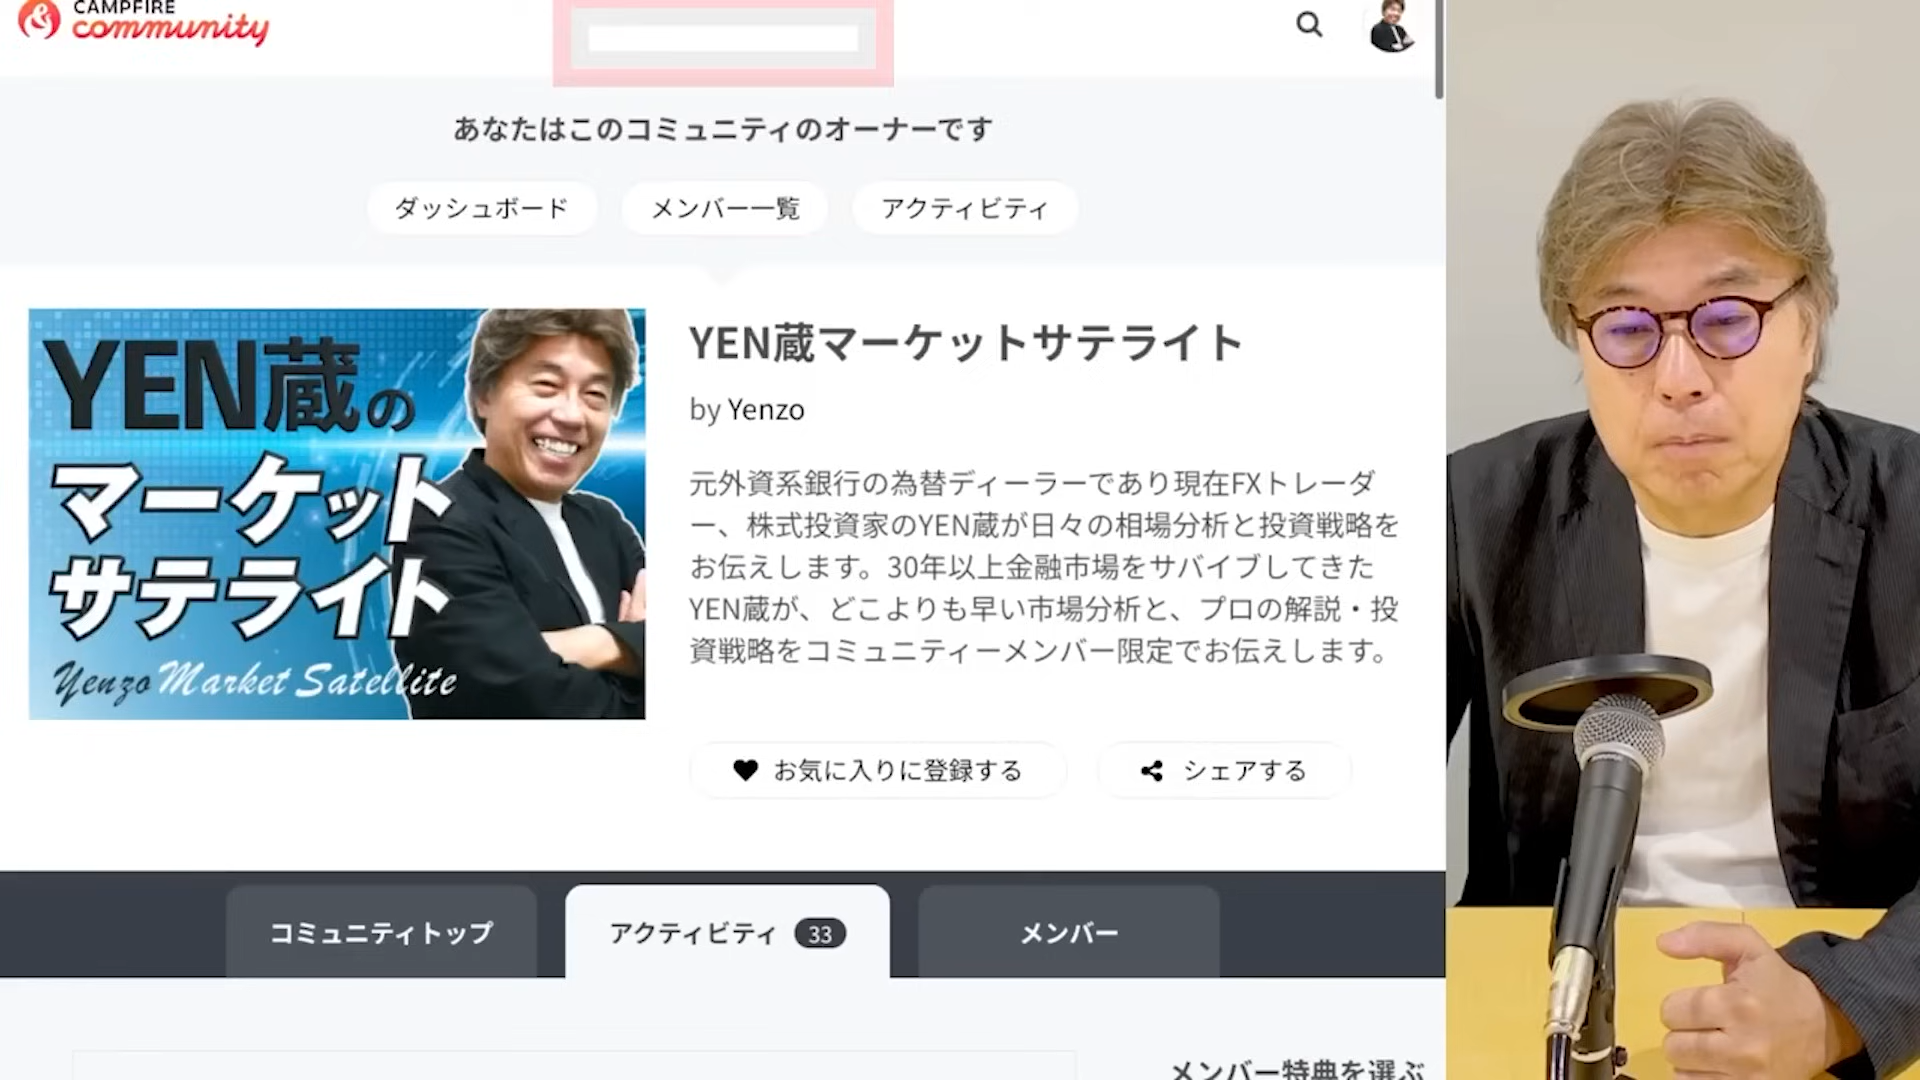 CAMPFIRE
community
あなたはこのコミュニティのオーナーです
ダッシュボード
メンバー一覧
アクティビティ
YEN蔵の
マーケット
サテライト
Yenzo Market Satellite
YEN蔵マーケットサテライト
by Yenzo
元外資系銀行の為替ディーラーであり現在FXトレーダ
ー、株式投資家のYEN蔵が日々の相場分析と投資戦略を
お伝えします。30年以上金融市場をサバイブしてきた
YEN蔵が、どこよりも早い市場分析と、プロの解説・投
資戦略をコミュニティーメンバー限定でお伝えします。
お気に入りに登録する
シェアする
コミュニティトップ
アクティビティ 33
メンバー
メンバー特典を選ぶ